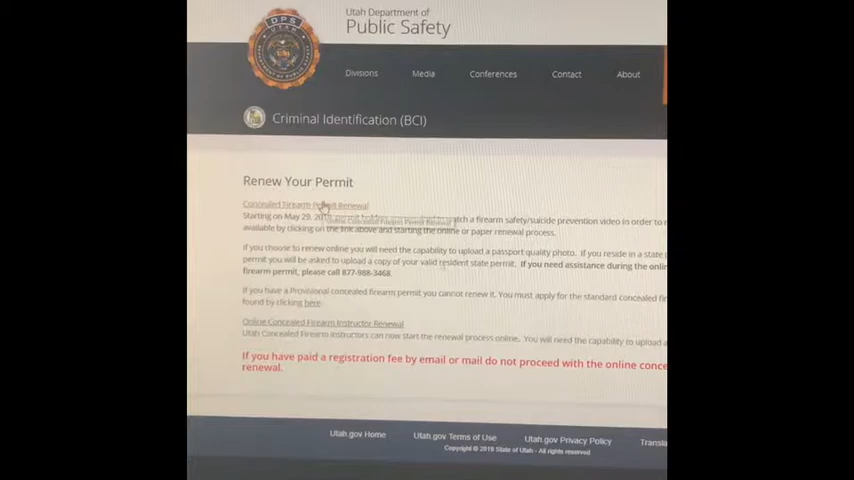 Utah Department of
Public Safety
DPS
UTAH
Divisions Media Conferences Contact About
Criminal Identification (BCI)
Renew Your Permit
Concealed Firearm Permit Renewal
Starting on May 29, 2019, permit watch a firearm safety/suicide prevention video in order to r
available by clicking on the link above and starting the online or paper renewal process.
If you choose to renew online you will need the capability to upload a passport quality photo. If you reside in a state
permit you will be asked to upload a copy of your valid resident state permit. If you need assistance during the onli
firearm permit, please call 877-988-3468.
If you have a Provisional concealed firearm permit you cannot renew it. You must apply for the standard concealed fir
found by clicking here.
Online Concealed Firearm Instructor Renewal
Utah Concealed Firearm Instructors can now start the renewal process online. You will need the capability to upload a
If you have paid a registration fee by email or mail do not proceed with the online conce
renewal.
Utah.gov Home Utah.gov Terms of Use Utah.gov Privacy Policy Transla
Copyright © 2019 State of Utah - All rights reserved